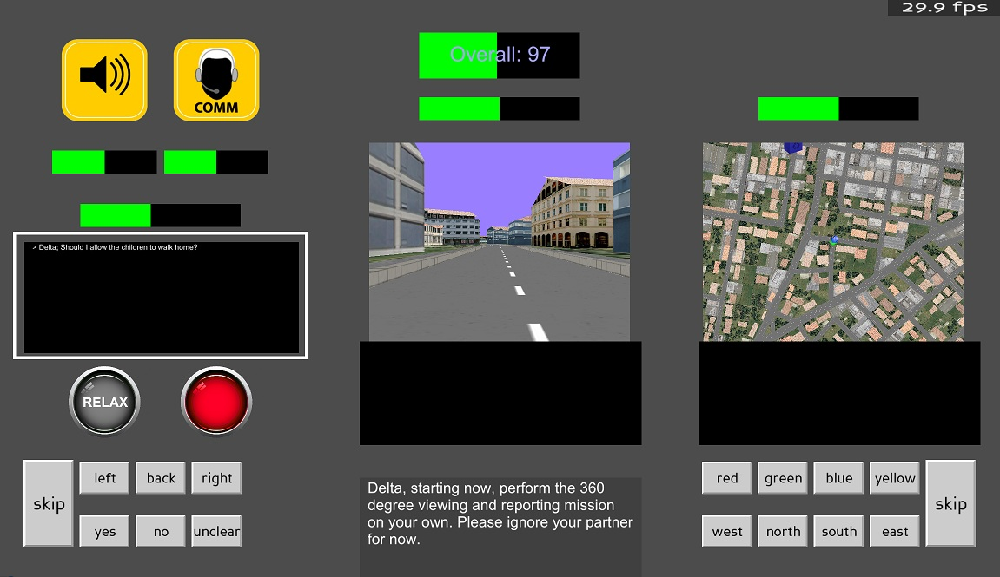 29.9 fps
COMM
Overall: 97
> Delta; Should I allow the children to walk home?
RELAX
skip
left
back
right
yes
no
unclear
Delta, starting now, perform the 360
degree viewing and reporting mission
on your own. Please ignore your partner
for now.
red
green
blue
yellow
west
north
south
east
skip